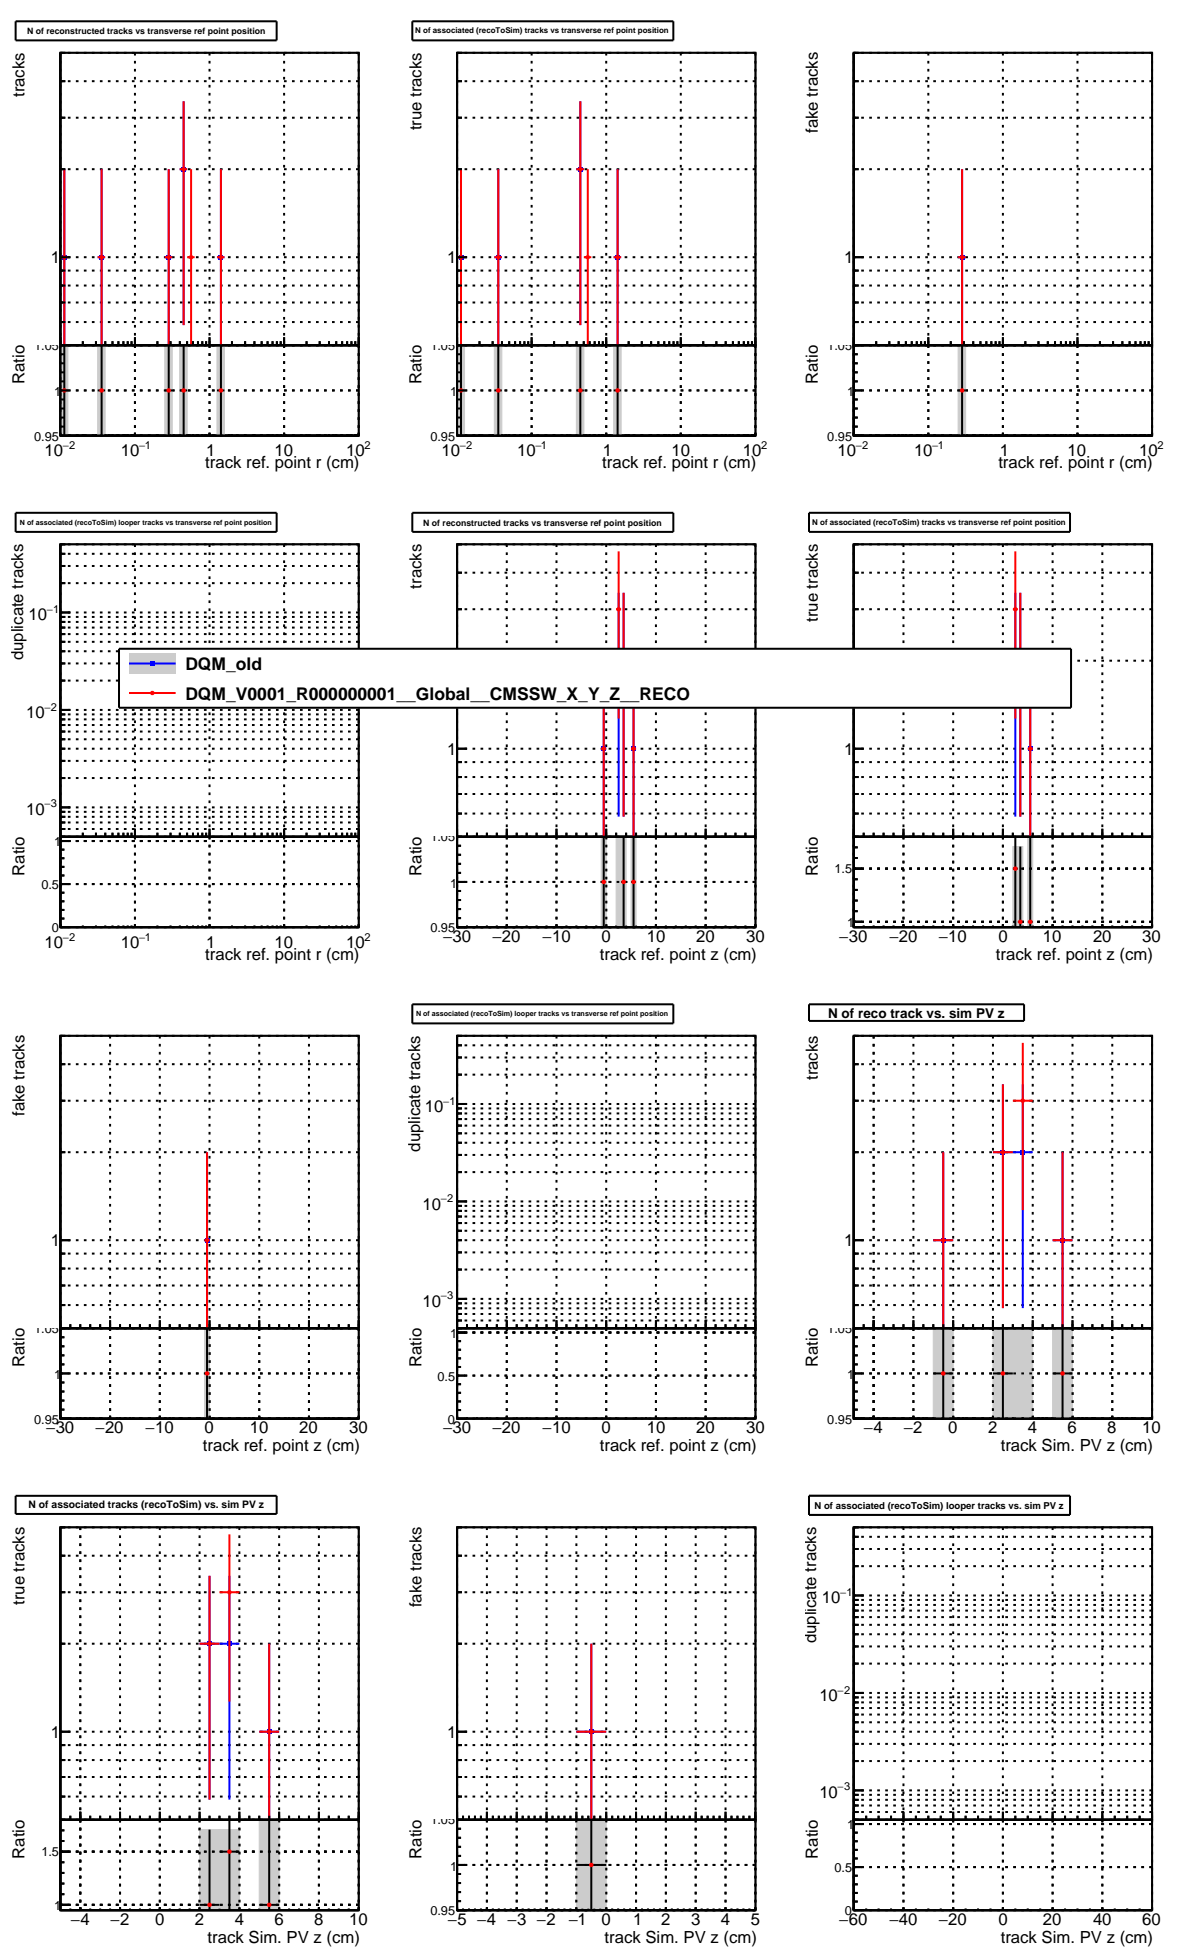 N of reconstructed tracks vs transverse ref point position
N of associated (recoToSim) tracks vs transverse ref point position
tracks
true tracks
fake tracks
1
1
1
Ratio
Ratio
Ratio
1.05
1.05
1.05
1
1
1
0.95
0.95
0.95
10−2 10−1 1 10 102
10−2 10−1 1 10 102
10−2 10−1 1 10 102
track ref. point r (cm)
track ref. point r (cm)
track ref. point r (cm)
N of associated (recoToSim) looper tracks vs transverse ref point position
N of reconstructed tracks vs transverse ref point position
N of associated (recoToSim) tracks vs transverse ref point position
duplicate tracks
tracks
true tracks
10−1
DQM_old
DQM_V0001_R000000001__Global__CMSSW_X_Y_Z__RECO
10−2
1
1
10−3
Ratio
Ratio
Ratio
1
0.5
0
1.05
1
0.95
1.5
1
10−2 10−1 1 10 102
−30 −20 −10 0 10 20 30
−30 −20 −10 0 10 20 30
track ref. point r (cm)
track ref. point z (cm)
track ref. point z (cm)
N of associated (recoToSim) looper tracks vs transverse ref point position
N of reco track vs. sim PV z
fake tracks
duplicate tracks
tracks
1
10−1
10−2
10−3
1
Ratio
Ratio
Ratio
1.05
1
0.95
1
0.5
0
1.05
1
0.95
−30 −20 −10 0 10 20 30
−30 −20 −10 0 10 20 30
−4 −2 0 2 4 6 8 10
track ref. point z (cm)
track ref. point z (cm)
track Sim. PV z (cm)
N of associated tracks (recoToSim) vs. sim PV z
N of associated (recoToSim) looper tracks vs. sim PV z
true tracks
fake tracks
duplicate tracks
1
1
10−1
10−2
10−3
Ratio
Ratio
Ratio
1.5
1
1.05
1
0.95
1
0.5
0
−4 −2 0 2 4 6 8 10
−5 −4 −3 −2 −1 0 1 2 3 4 5
−60 −40 −20 0 20 40 60
track Sim. PV z (cm)
track Sim. PV z (cm)
track Sim. PV z (cm)